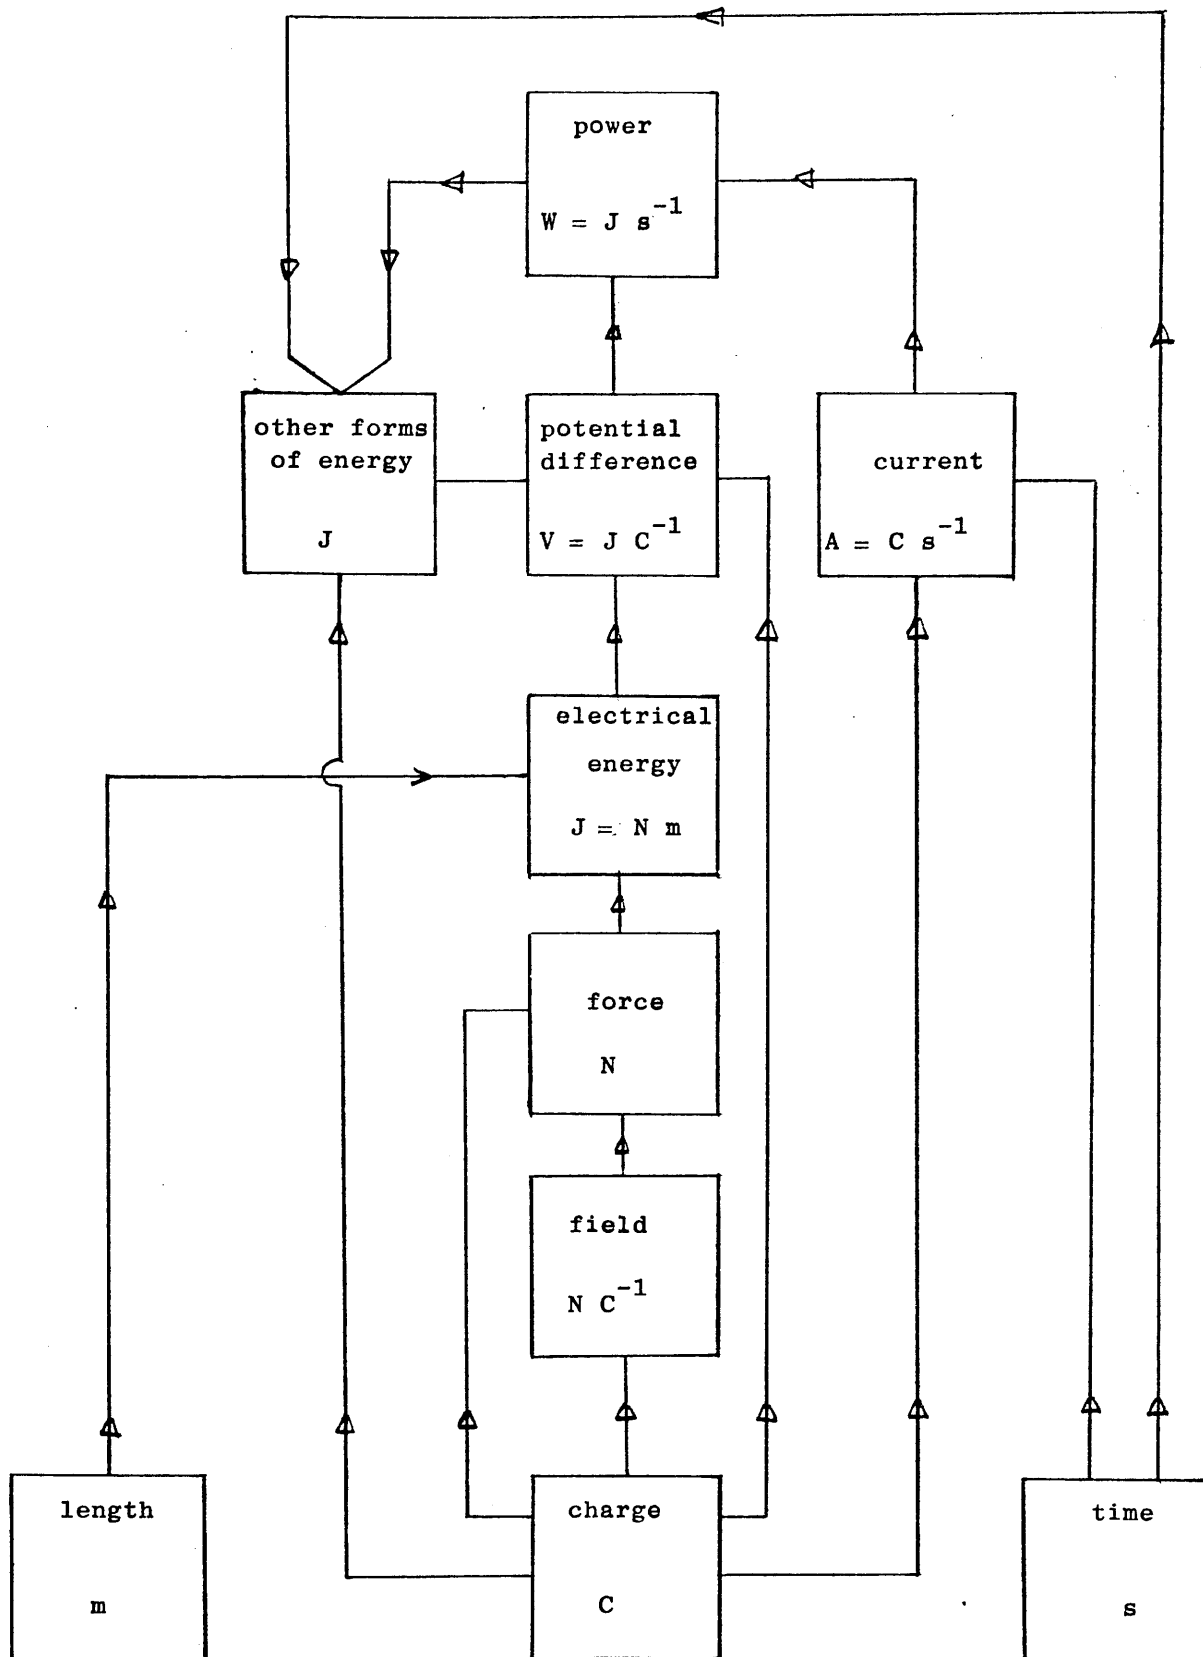 power
W = J s⁻¹
other forms
of energy
J
potential
difference
V = J C⁻¹
current
A = C s⁻¹
electrical
energy
J = N m
force
N
field
N C⁻¹
length
m
charge
C
time
s